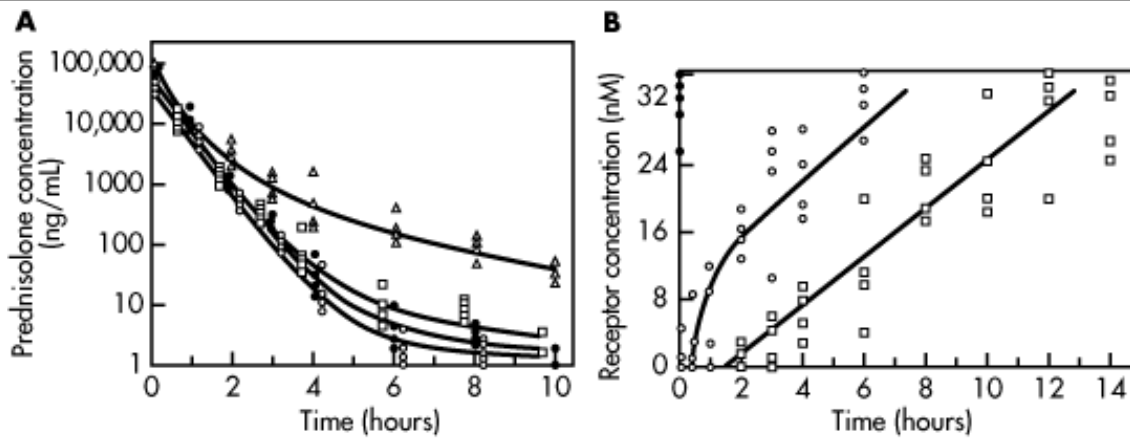 A
Prednisolone concentration
(ng/mL)
100,000
10,000
1000
100
10
1
0 2 4 6 8 10
Time (hours)
B
Receptor concentration (nM)
32
24
16
8
0
0 2 4 6 8 10 12 14
Time (hours)